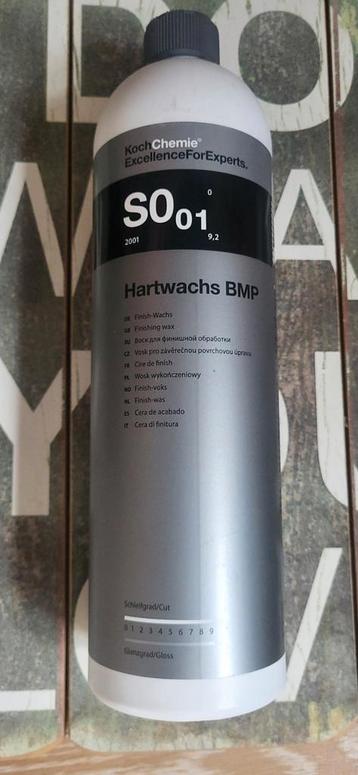 KochChemie®
ExcellenceForExperts.
S0 01
0
2001
9,2
Hartwachs BMP
DE Finish-Wachs
GB Finishing wax
RU Воск для финишной обработки
CZ Vosk pro závěrečnou povrchovou úpravu
FR Cire de finish
PL Wosk wykończeniowy
NO Finish-voks
NL Finish-was
ES Cera de acabado
IT Cera di finitura
Schleifgrad/Cut
0 1 2 3 4 5 6 7 8 9
Glanzgrad/Gloss